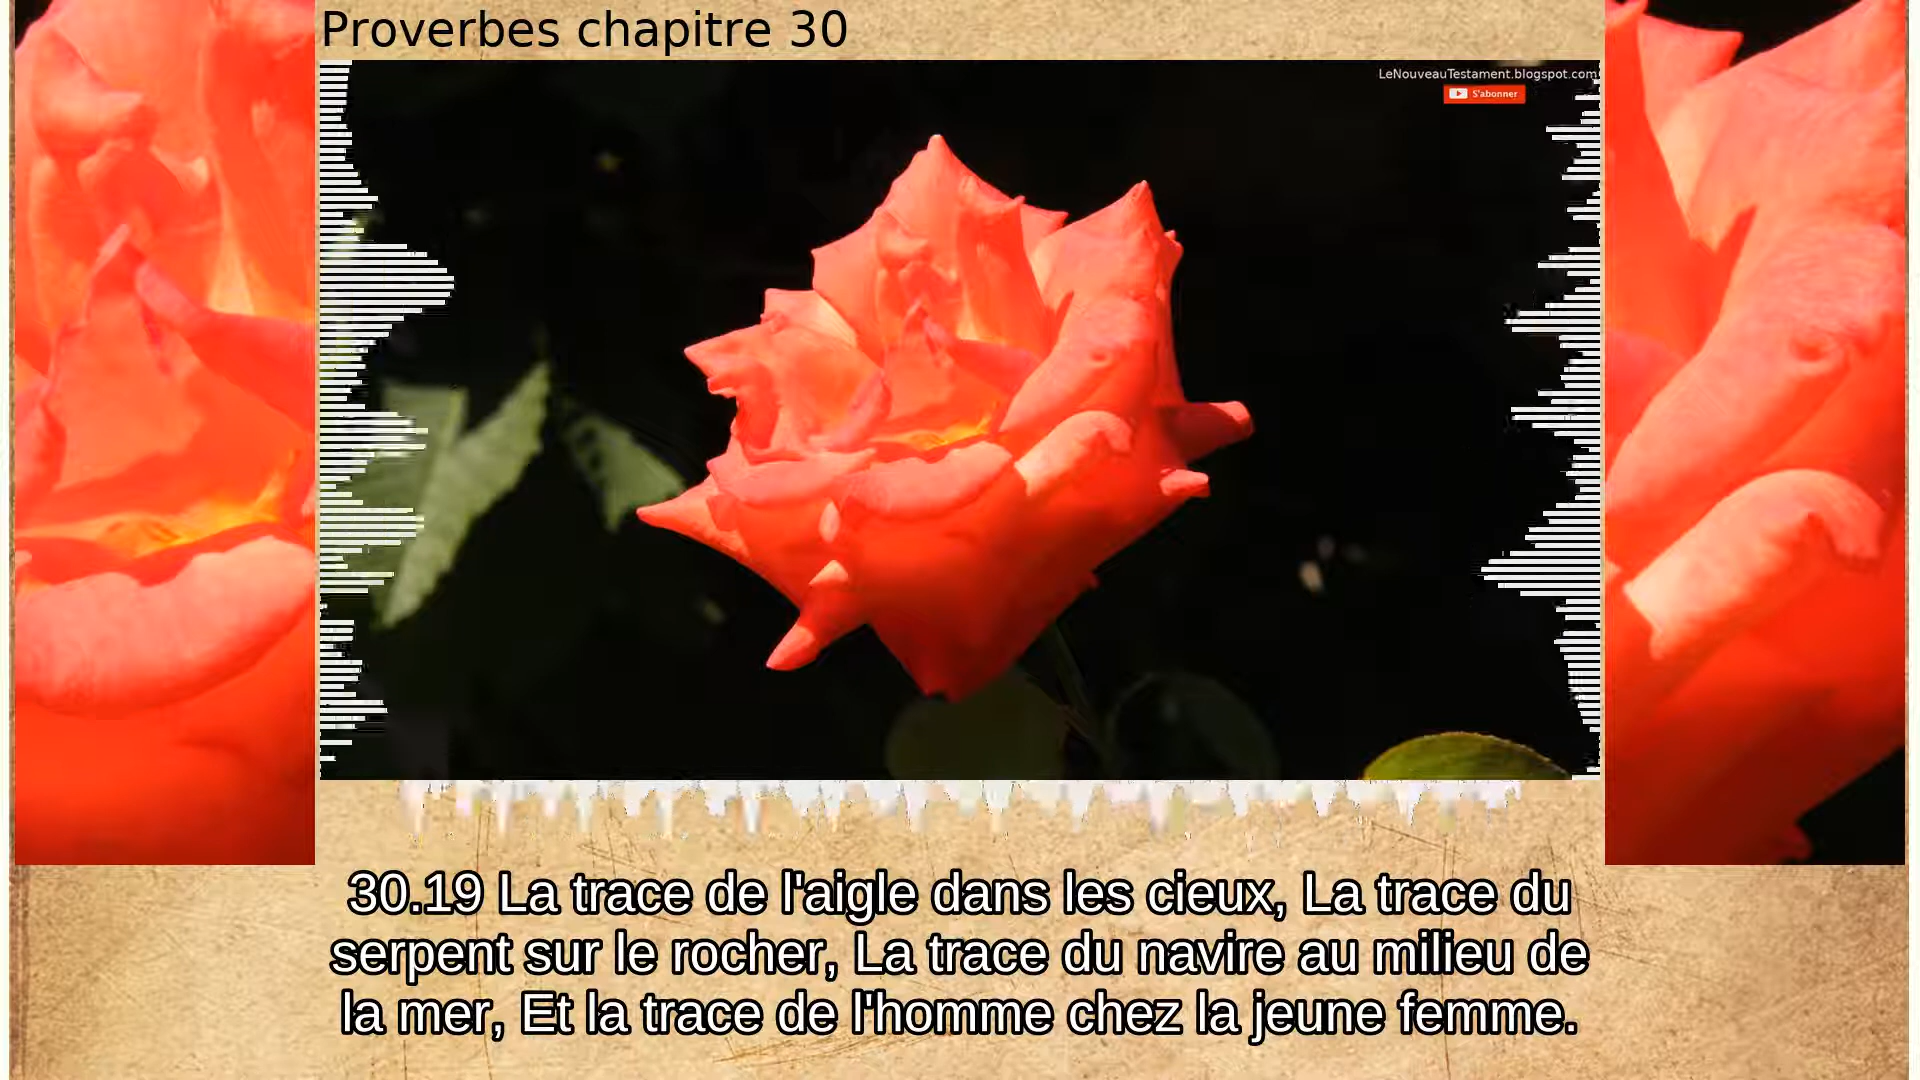 Proverbes chapitre 30
LeNouveauTestament.blogspot.com
S'abonner
30.19 La trace de l'aigle dans les cieux, La trace du
serpent sur le rocher, La trace du navire au milieu de
la mer, Et la trace de l'homme chez la jeune femme.